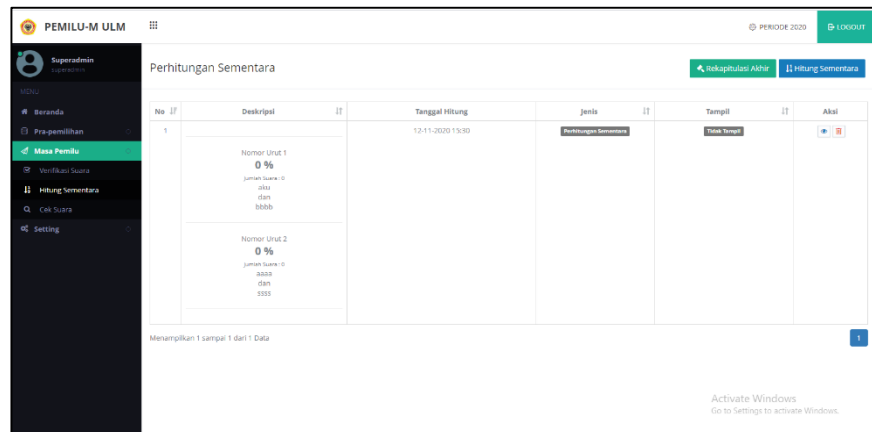 PEMILU-M ULM
PERIODE 2020
LOGOUT
Superadmin
superadmin
MENU
Beranda
Pra-pemilihan
Masa Pemilu
Verifikasi Suara
Hitung Sementara
Cek Suara
Setting
Perhitungan Sementara
Rekapitulasi Akhir
Hitung Sementara
No Deskripsi Tanggal Hitung Jenis Tampil Aksi
1 12-11-2020 15:30 Perhitungan Sementara Tidak Tampil
Nomor Urut 1
0 %
Jumlah Suara : 0
aku
dan
bbbb
Nomor Urut 2
0 %
Jumlah Suara : 0
aaaa
dan
ssss
Menampilkan 1 sampai 1 dari 1 Data
1
Activate Windows
Go to Settings to activate Windows.